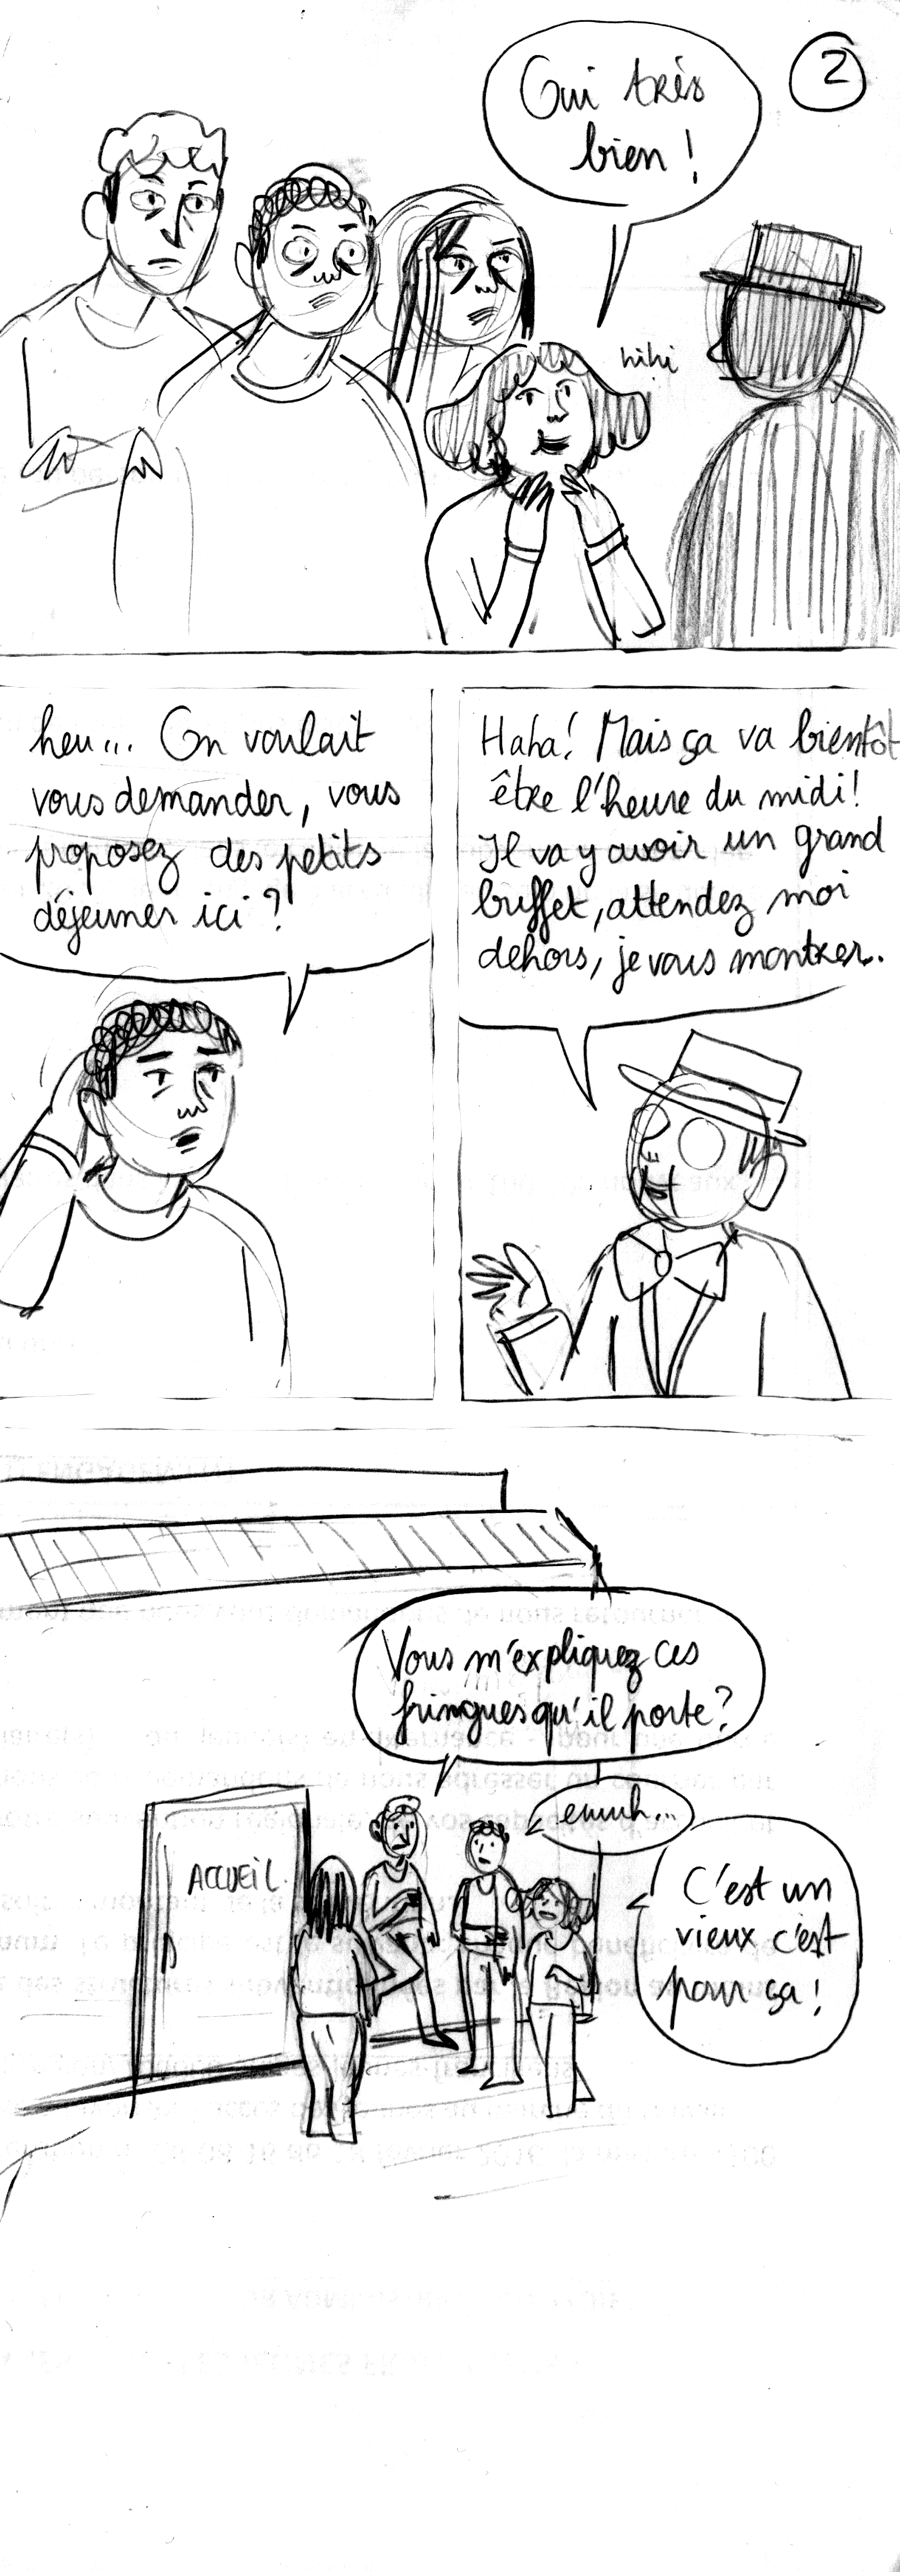 2
Oui très
bien !
hihi
heu... On voulait
vous demander, vous
proposez des petits
déjeuner ici ?
Haha! Mais ça va bientôt
être l'heure du midi!
Il va y avoir un grand
buffet, attendez moi
dehors, je vais montrer.
Vous m'expliquez ces
fringues qu'il porte?
euuuh...
ACCUEIL
C'est un
vieux c'est
pour ça!